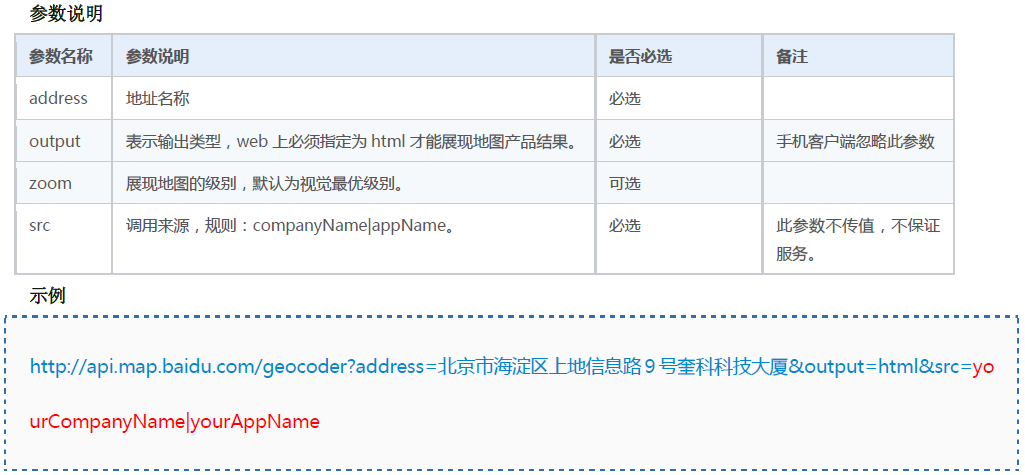 参数说明
参数名称 参数说明 是否必选 备注
address 地址名称 必选
output 表示输出类型，web 上必须指定为 html 才能展现地图产品结果。 必选 手机客户端忽略此参数
zoom 展现地图的级别，默认为视觉最优级别。 可选
src 调用来源，规则：companyName|appName。 必选 此参数不传值，不保证
服务。
示例
http://api.map.baidu.com/geocoder?address=北京市海淀区上地信息路9号奎科科技大厦&output=html&src=yo
urCompanyName|yourAppName